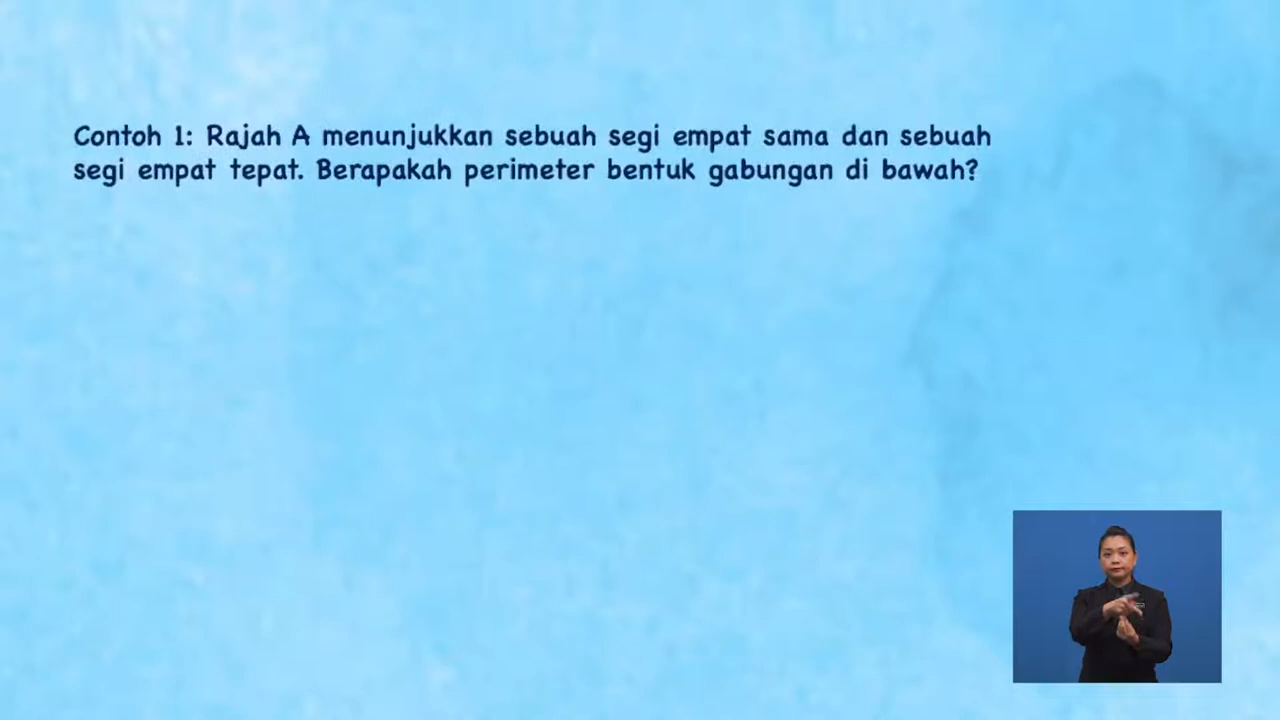 Contoh 1: Rajah A menunjukkan sebuah segi empat sama dan sebuah
segi empat tepat. Berapakah perimeter bentuk gabungan di bawah?